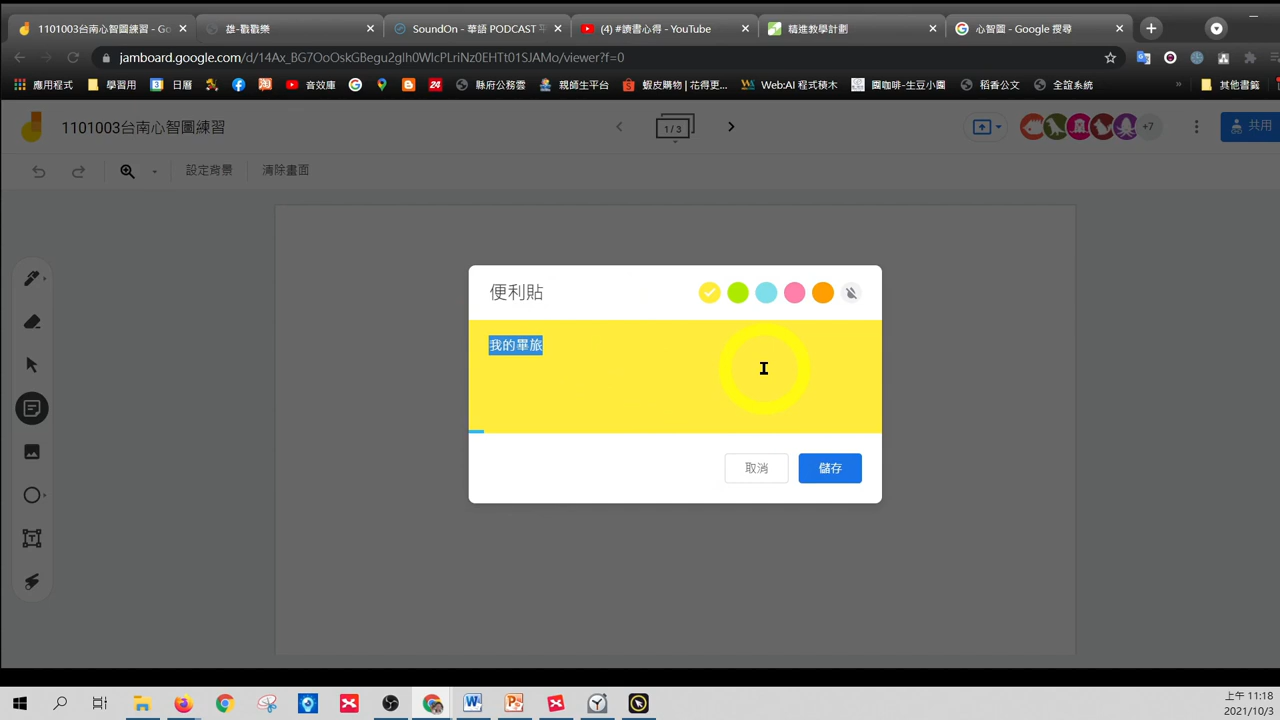 1101003台南心智圖練習 - Go
雄-戳戳樂
SoundOn - 華語 PODCAST 平
(4) #讀書心得 - YouTube
精進教學計劃
心智圖 - Google 搜尋
jamboard.google.com/d/14Ax_BG7OoOskGBegu2glh0WIcPLriNz0EHTt01SJAMo/viewer?f=0
應用程式
學習用
日曆
音效庫
縣府公務雲
親師生平台
蝦皮購物 | 花得更...
Web:AI 程式積木
團咖啡-生豆小團
稻香公文
全誼系統
»
其他書籤
1101003台南心智圖練習
1 / 3
+7
共用
設定背景
清除畫面
便利貼
我的畢旅
取消
儲存
上午 11:18
2021/10/3